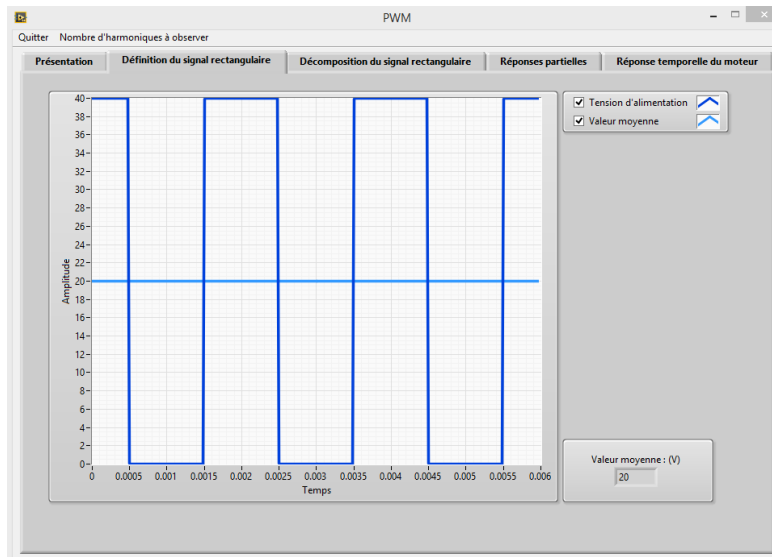 PWM
Quitter Nombre d'harmoniques à observer
Présentation Définition du signal rectangulaire Décomposition du signal rectangulaire Réponses partielles Réponse temporelle du moteur
Tension d'alimentation
Valeur moyenne
40
38
36
34
32
30
28
26
24
22
20
18
16
14
12
10
8
6
4
2
0
Amplitude
0 0.0005 0.001 0.0015 0.002 0.0025 0.003 0.0035 0.004 0.0045 0.005 0.0055 0.006
Temps
Valeur moyenne : (V)
20